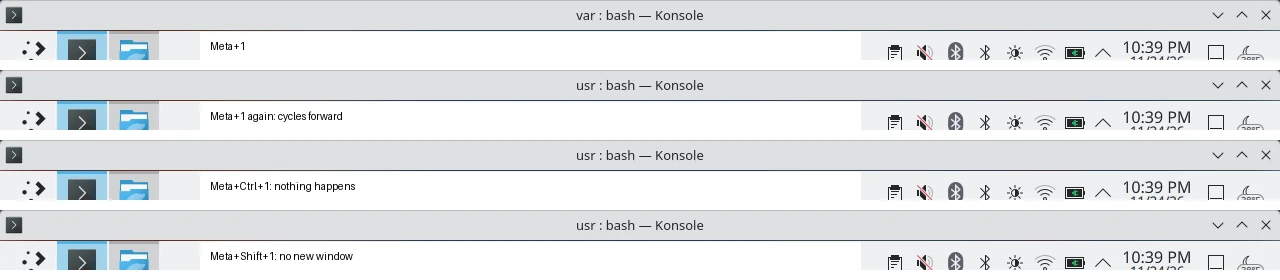 var : bash — Konsole
Meta+1
10:39 PM
usr : bash — Konsole
Meta+1 again: cycles forward
10:39 PM
usr : bash — Konsole
Meta+Ctrl+1: nothing happens
10:39 PM
usr : bash — Konsole
Meta+Shift+1: no new window
10:39 PM